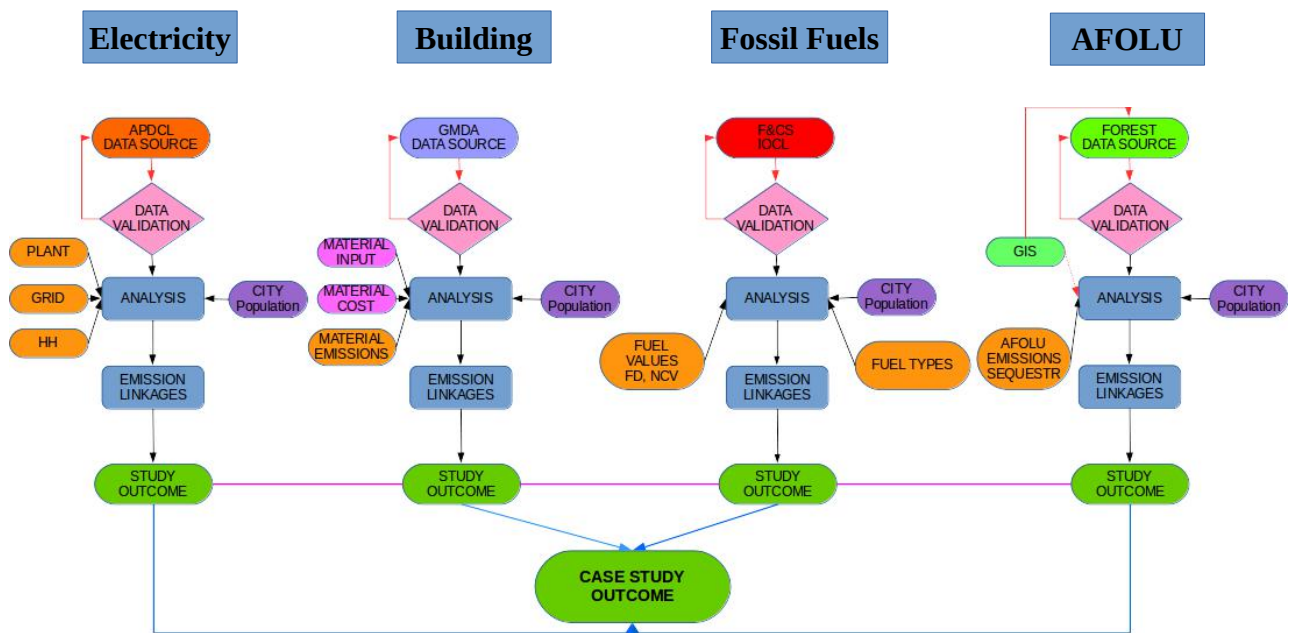 Electricity
Building
Fossil Fuels
AFOLU
APDCL
DATA SOURCE
GMDA
DATA SOURCE
F&CS
IOCL
FOREST
DATA SOURCE
DATA
VALIDATION
DATA
VALIDATION
DATA
VALIDATION
DATA
VALIDATION
PLANT
GRID
HH
ANALYSIS
CITY
Population
MATERIAL
INPUT
MATERIAL
COST
MATERIAL
EMISSIONS
ANALYSIS
CITY
Population
ANALYSIS
CITY
Population
FUEL
VALUES
FD, NCV
FUEL TYPES
GIS
ANALYSIS
CITY
Population
AFOLU
EMISSIONS
SEQUESTR
EMISSION
LINKAGES
EMISSION
LINKAGES
EMISSION
LINKAGES
EMISSION
LINKAGES
STUDY
OUTCOME
STUDY
OUTCOME
STUDY
OUTCOME
STUDY
OUTCOME
CASE STUDY
OUTCOME